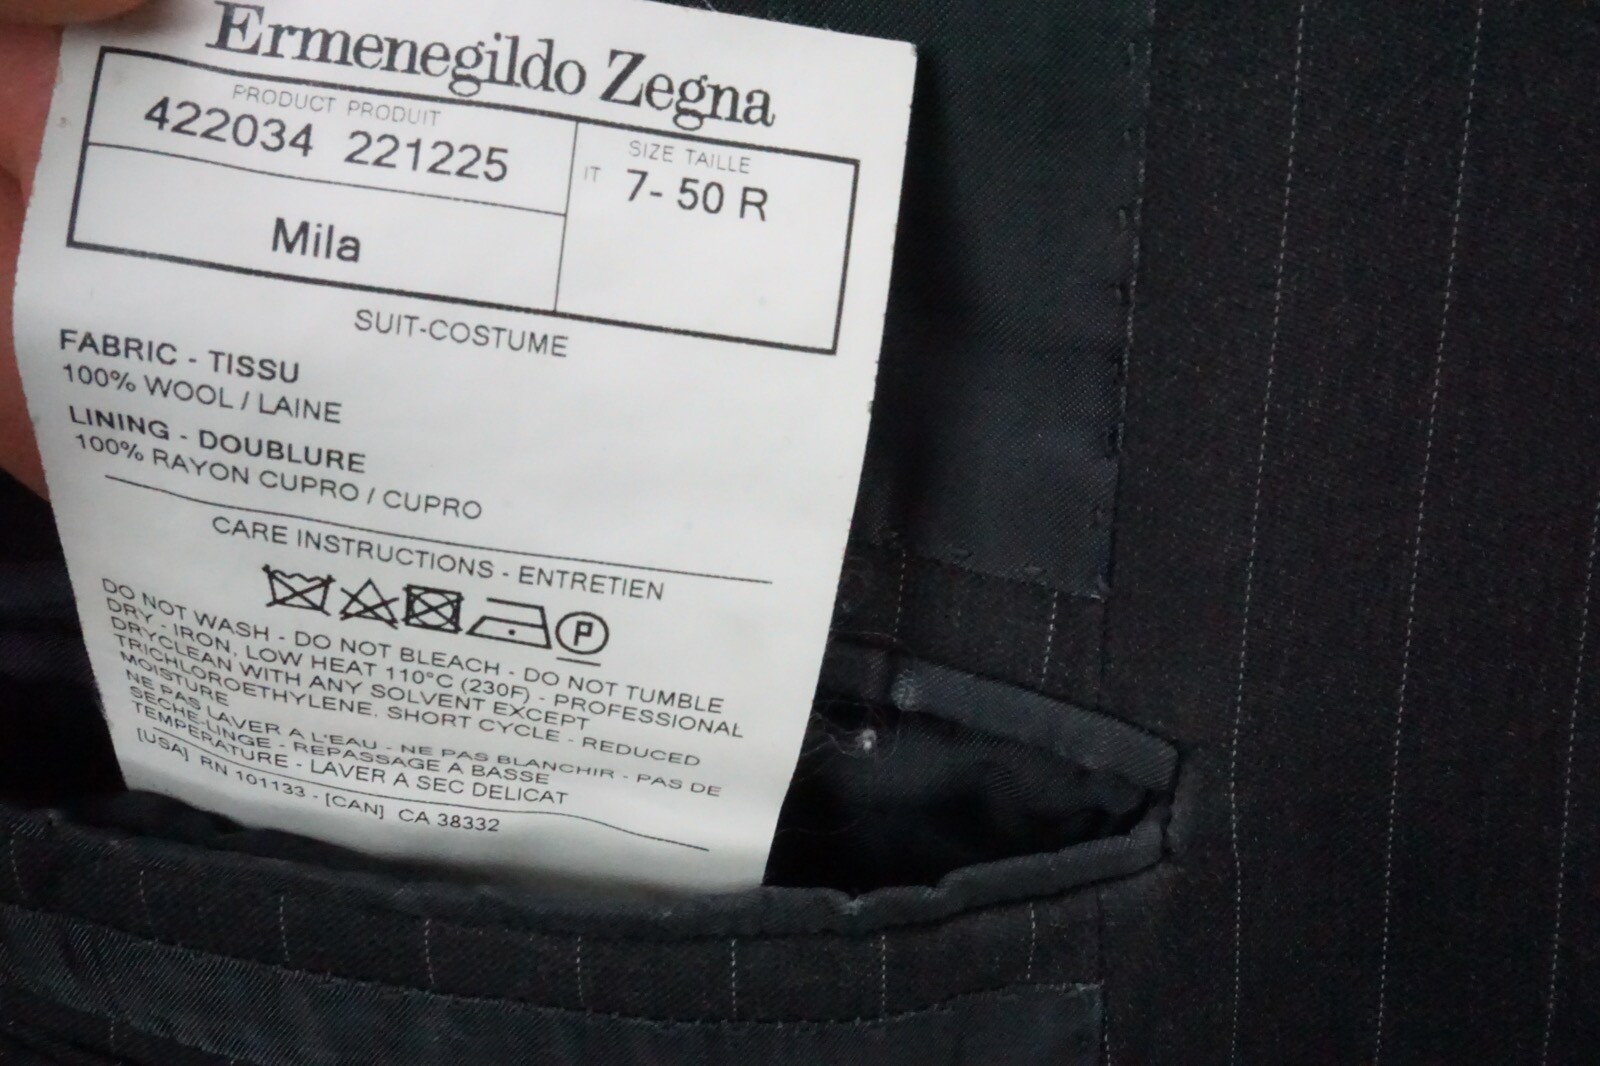 Ermenegildo Zegna
PRODUCT PRODUIT
422034 221225
SIZE TAILLE
IT 7- 50 R
Mila
SUIT-COSTUME
FABRIC - TISSU
100% WOOL / LAINE
LINING - DOUBLURE
100% RAYON CUPRO / CUPRO
CARE INSTRUCTIONS - ENTRETIEN
P
DO NOT WASH - DO NOT BLEACH - DO NOT TUMBLE
DRY - IRON, LOW HEAT 110°C (230F) - PROFESSIONAL
DRYCLEAN WITH ANY SOLVENT EXCEPT
TRICHLOROETHYLENE. SHORT CYCLE - REDUCED
MOISTURE
NE PAS LAVER A L'EAU - NE PAS BLANCHIR - PAS DE
SECHE-LINGE - REPASSAGE A BASSE
TEMPERATURE - LAVER A SEC DELICAT
[USA] RN 101133 - [CAN] CA 38332